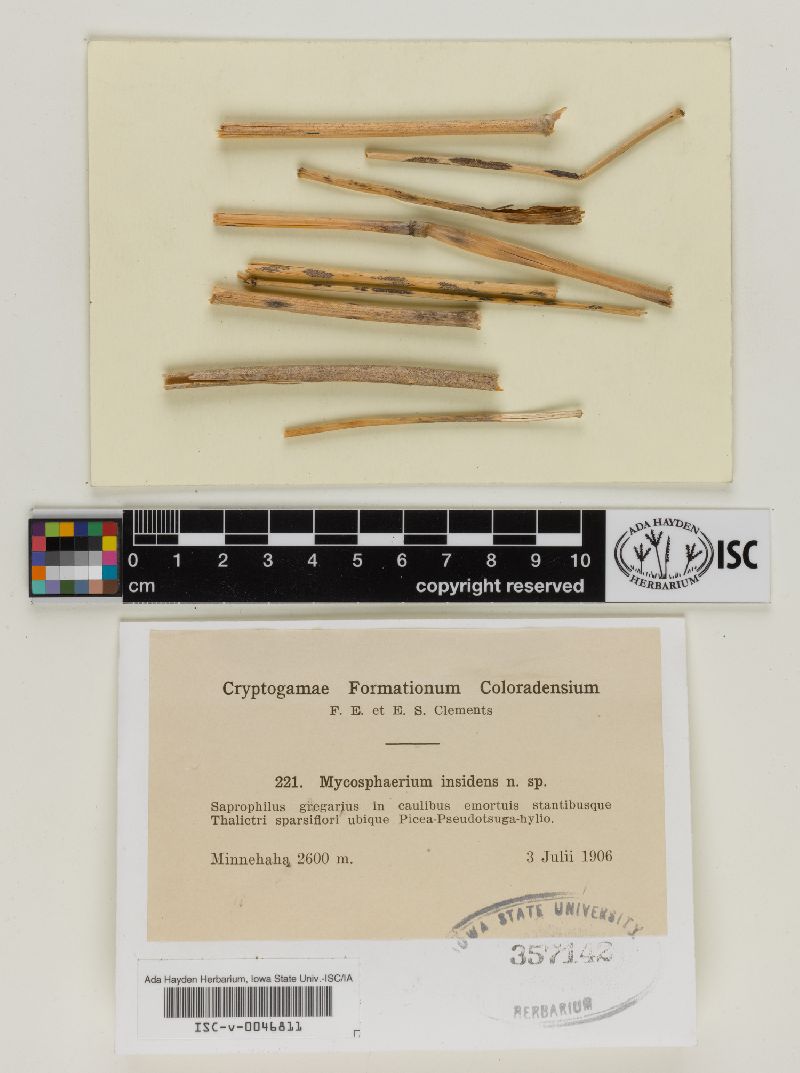 0 1 2 3 4 5 6 7 8 9 10
cm copyright reserved
ADA HAYDEN
HERBARIUM
ISC
Cryptogamae Formationum Coloradensium
F. E. et E. S. Clements
221. Mycosphaerium insidens n. sp.
Saprophilus gregarius in caulibus emortuis stantibusque
Thalictri sparsiflori ubique Picea-Pseudotsuga-hylio.
Minnehaha 2600 m. 3 Julii 1906
IOWA STATE UNIVERSITY
357142
HERBARIUM
Ada Hayden Herbarium, Iowa State Univ.-ISC/IA
ISC-v-0046811